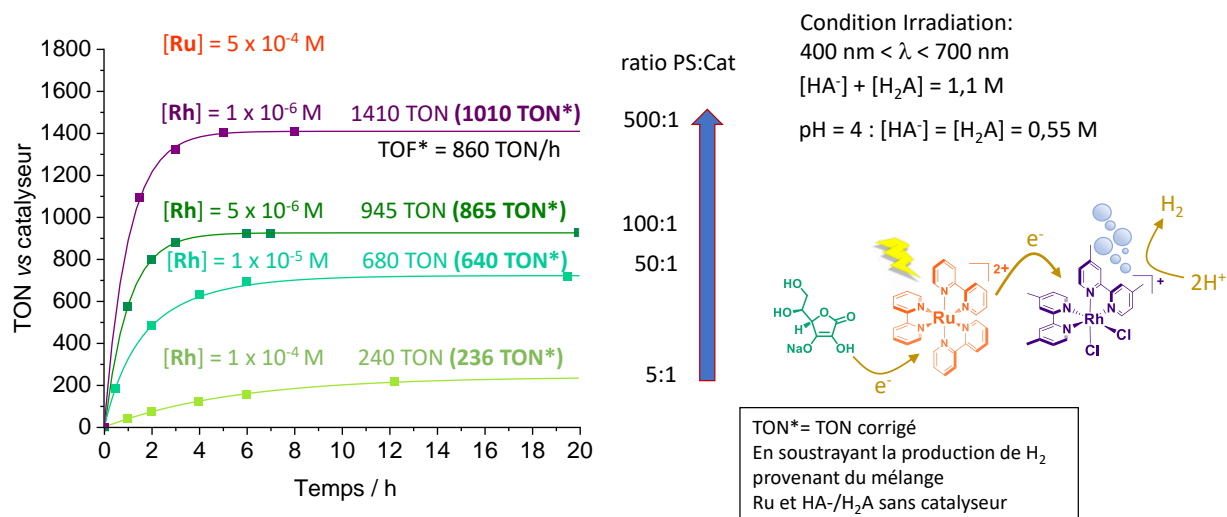 [Ru] = 5 x 10⁻⁴ M
1800
1600
1400
1200
1000
800
600
400
200
0
TON vs catalyseur
0 2 4 6 8 10 12 14 16 18 20
Temps / h
[Rh] = 1 x 10⁻⁶ M 1410 TON (1010 TON*)
TOF* = 860 TON/h
[Rh] = 5 x 10⁻⁶ M 945 TON (865 TON*)
[Rh] = 1 x 10⁻⁵ M 680 TON (640 TON*)
[Rh] = 1 x 10⁻⁴ M 240 TON (236 TON*)
ratio PS:Cat
500:1
100:1
50:1
5:1
Condition Irradiation:
400 nm < λ < 700 nm
[HA⁻] + [H₂A] = 1,1 M
pH = 4 : [HA⁻] = [H₂A] = 0,55 M
HO
HO
O
O
H
NaO
OH
e⁻
2+
N
N
N
Ru
N
N
N
e⁻
+
N
N
N
Rh
N
Cl
Cl
H₂
2H⁺
TON*= TON corrigé
En soustrayant la production de H₂
provenant du mélange
Ru et HA-/H₂A sans catalyseur